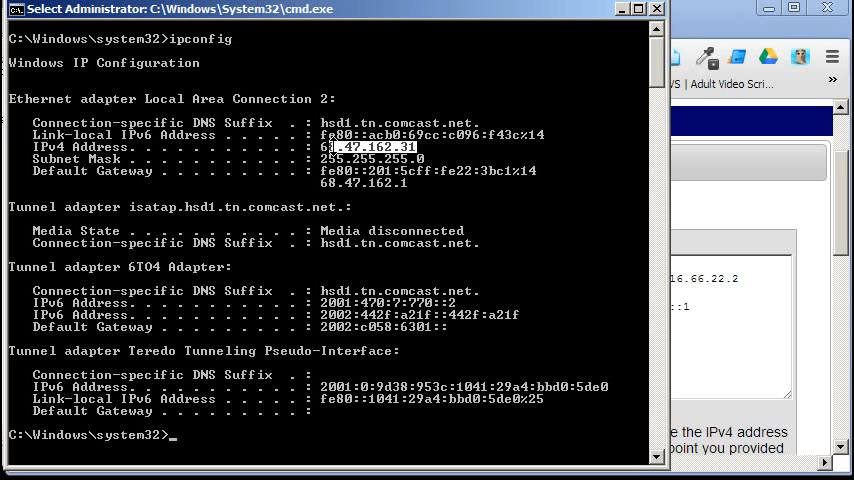 Select Administrator: C:\Windows\System32\cmd.exe
C:\Windows\system32>ipconfig
Windows IP Configuration
Ethernet adapter Local Area Connection 2:
Connection-specific DNS Suffix . : hsd1.tn.comcast.net.
Link-local IPv6 Address . . . . . : fe80::acb0:69cc:c096:f43c%14
IPv4 Address. . . . . . . . . . . : 68.47.162.31
Subnet Mask . . . . . . . . . . . : 255.255.255.0
Default Gateway . . . . . . . . . : fe80::201:5cff:fe22:3bc1%14
68.47.162.1
Tunnel adapter isatap.hsd1.tn.comcast.net.:
Media State . . . . . . . . . . . : Media disconnected
Connection-specific DNS Suffix . : hsd1.tn.comcast.net.
Tunnel adapter 6TO4 Adapter:
Connection-specific DNS Suffix . : hsd1.tn.comcast.net.
IPv6 Address. . . . . . . . . . . : 2001:470:7:770::2
IPv6 Address. . . . . . . . . . . : 2002:442f:a21f::442f:a21f
Default Gateway . . . . . . . . . : 2002:c058:6301::
Tunnel adapter Teredo Tunneling Pseudo-Interface:
Connection-specific DNS Suffix . :
IPv6 Address. . . . . . . . . . . : 2001:0:9d38:953c:1041:29a4:bbd0:5de0
Link-local IPv6 Address . . . . . : fe80::1041:29a4:bbd0:5de0%25
Default Gateway . . . . . . . . . :
C:\Windows\system32>_
S | Adult Video Scri...
16.66.22.2
::1
e the IPv4 address
point you provided